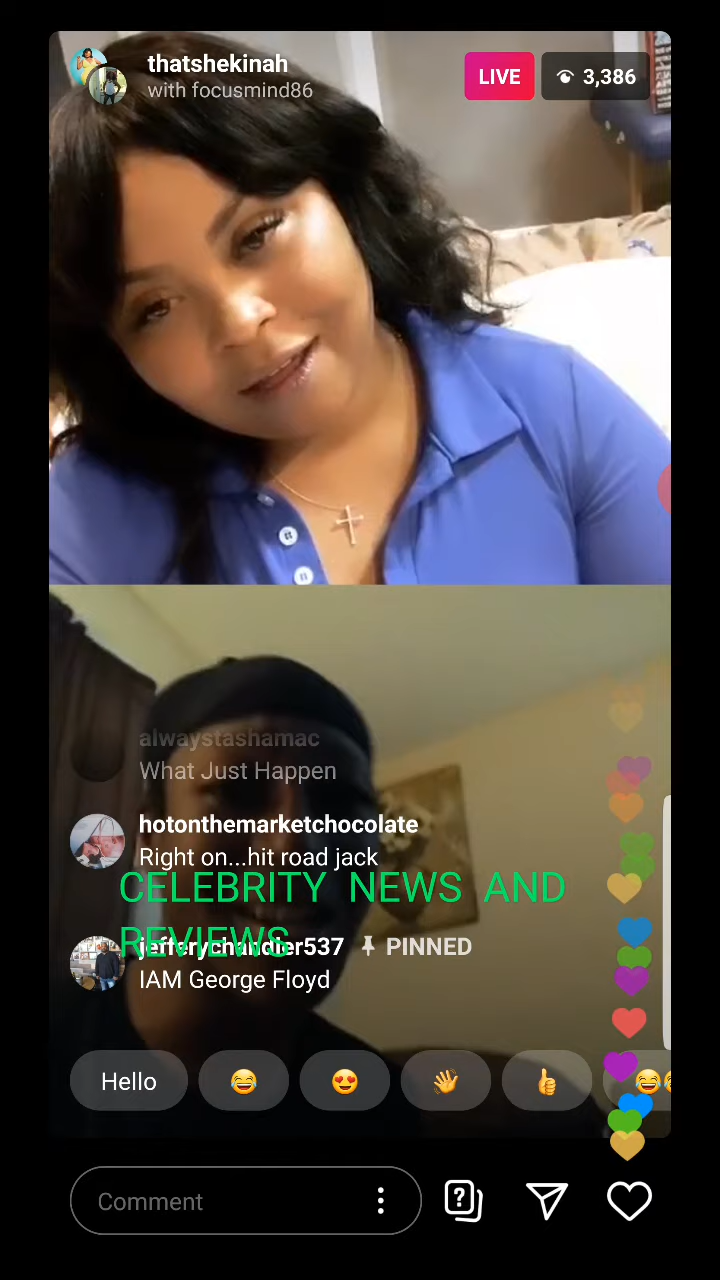 thatshekinah
with focusmind86
LIVE
3,386
alwaystashamac
What Just Happen
hotonthemarketchocolate
Right on...hit road jack
CELEBRITY NEWS AND
REVIEWS
jefferychandler537 PINNED
IAM George Floyd
Hello
Comment